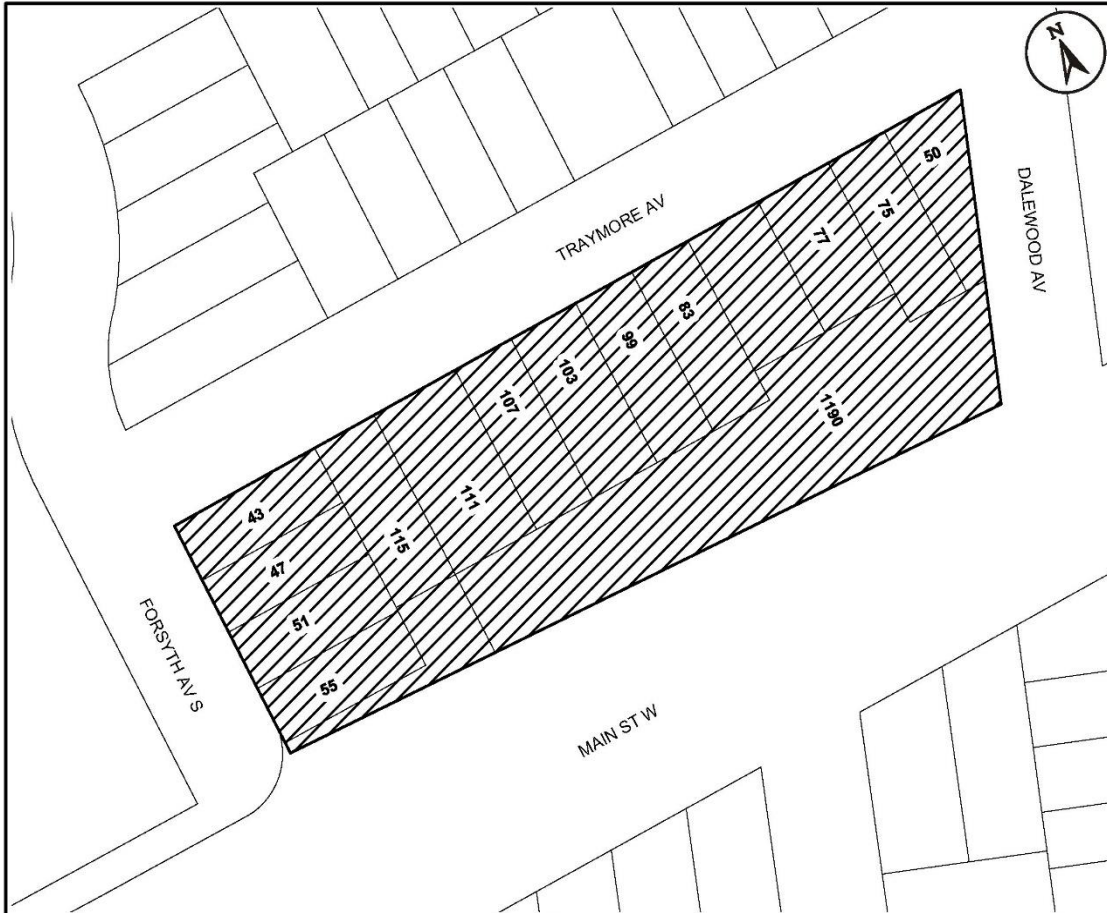 N
50
75
DALEWOOD AV
77
TRAYMORE AV
83
99
103
107
1190
111
43
115
47
51
FORSYTH AV S
55
MAIN ST W